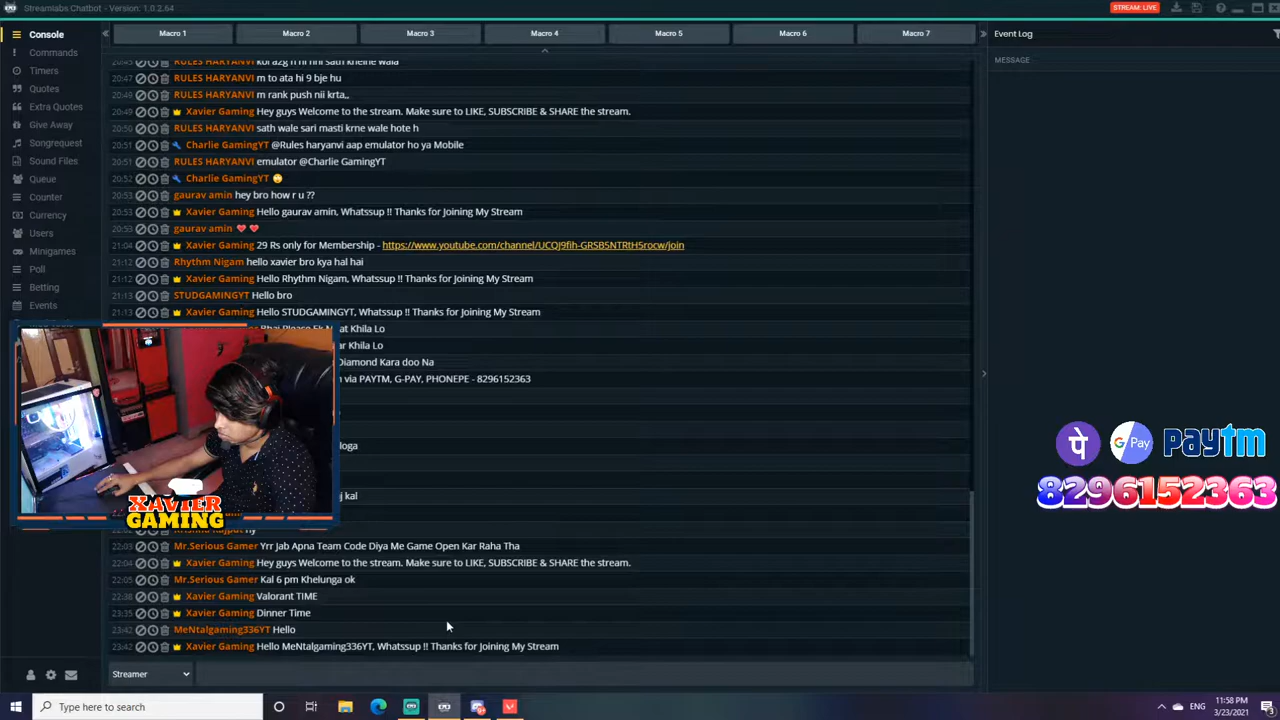 Streamlabs Chatbot - Version: 1.0.2.64
STREAM: LIVE
Console
Commands
Timers
Quotes
Extra Quotes
Give Away
Songrequest
Sound Files
Queue
Counter
Currency
Users
Minigames
Poll
Betting
Events
Macro 1
Macro 2
Macro 3
Macro 4
Macro 5
Macro 6
Macro 7
Event Log
MESSAGE
20:47 RULES HARYANVI m to ata hi 9 bje hu
20:49 RULES HARYANVI m rank push nii krta,,
20:49 Xavier Gaming Hey guys Welcome to the stream. Make sure to LIKE, SUBSCRIBE & SHARE the stream.
20:50 RULES HARYANVI sath wale sari masti krne wale hote h
20:51 Charlie GamingYT @Rules haryanvi aap emulator ho ya Mobile
20:51 RULES HARYANVI emulator @Charlie GamingYT
20:52 Charlie GamingYT 🙄
20:53 gaurav amin hey bro how r u ??
20:53 Xavier Gaming Hello gaurav amin, Whatssup !! Thanks for Joining My Stream
20:53 gaurav amin ❤️ ❤️
21:04 Xavier Gaming 29 Rs only for Membership - https://www.youtube.com/channel/UCQJ9fih-GRSB5NTRtH5rocw/join
21:12 Rhythm Nigam hello xavier bro kya hal hai
21:12 Xavier Gaming Hello Rhythm Nigam, Whatssup !! Thanks for Joining My Stream
21:13 STUDGAMINGYT Hello bro
21:13 Xavier Gaming Hello STUDGAMINGYT, Whatssup !! Thanks for Joining My Stream
Khila Lo
ar Khila Lo
Diamond Kara doo Na
via PAYTM, G-PAY, PHONEPE - 8296152363
loga
kal
22:03 Mr.Serious Gamer Yrr Jab Apna Team Code Diya Me Game Open Kar Raha Tha
22:04 Xavier Gaming Hey guys Welcome to the stream. Make sure to LIKE, SUBSCRIBE & SHARE the stream.
22:05 Mr.Serious Gamer Kal 6 pm Khelunga ok
22:38 Xavier Gaming Valorant TIME
23:35 Xavier Gaming Dinner Time
23:42 MeNtalgaming336YT Hello
23:42 Xavier Gaming Hello MeNtalgaming336YT, Whatssup !! Thanks for Joining My Stream
XAVIER
GAMING
पे G Pay paytm
8296152363
Streamer
Type here to search
ENG
11:58 PM
3/23/2021
3